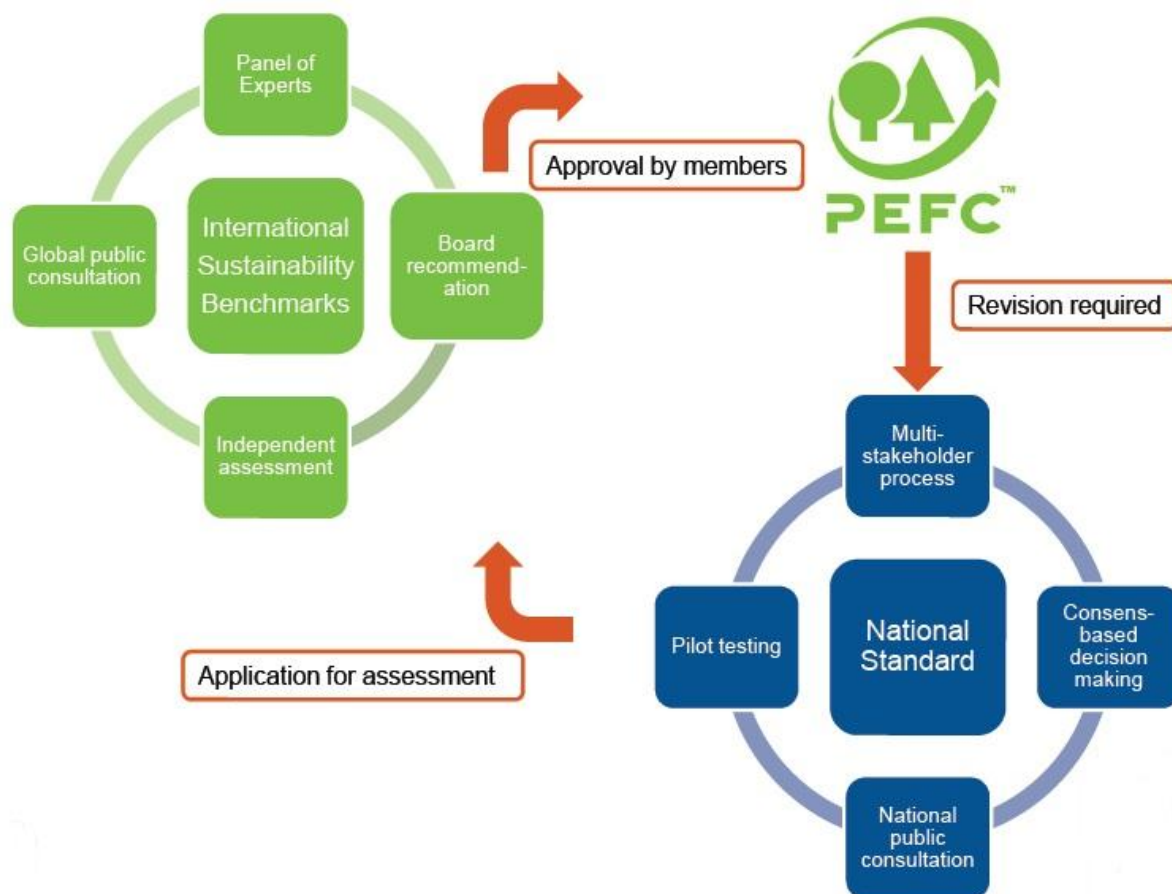 Panel of
Experts
Approval by members
Global public
consultation
International
Sustainability
Benchmarks
Board
recommend-
ation
Independent
assessment
PEFC™
Revision required
Multi-
stakeholder
process
Application for assessment
Pilot testing
National
Standard
Consens-
based
decision
making
National
public
consultation